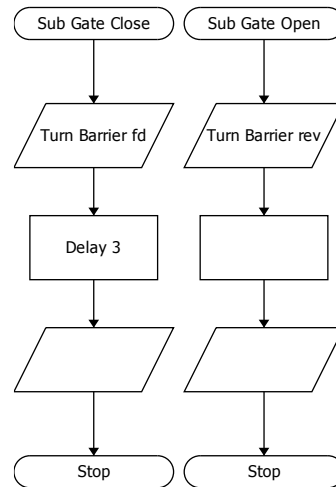 Sub Gate Close
Sub Gate Open
Turn Barrier fd
Turn Barrier rev
Delay 3
Stop
Stop